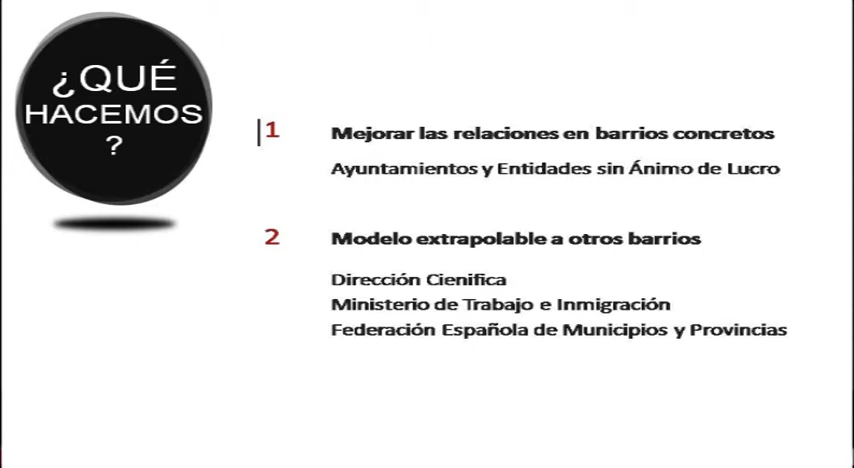 ¿QUÉ
HACEMOS
?
1 Mejorar las relaciones en barrios concretos
Ayuntamientos y Entidades sin Ánimo de Lucro
2 Modelo extrapolable a otros barrios
Dirección Cienifica
Ministerio de Trabajo e Inmigración
Federación Española de Municipios y Provincias